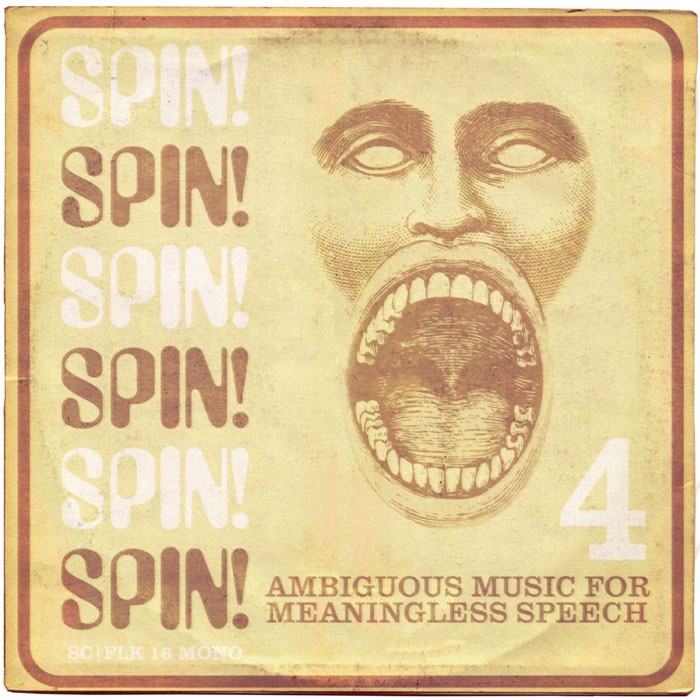 SPIN!
SPIN!
SPIN!
SPIN!
SPIN!
SPIN!
4
AMBIGUOUS MUSIC FOR
MEANINGLESS SPEECH
SC|FLK 16 MONO